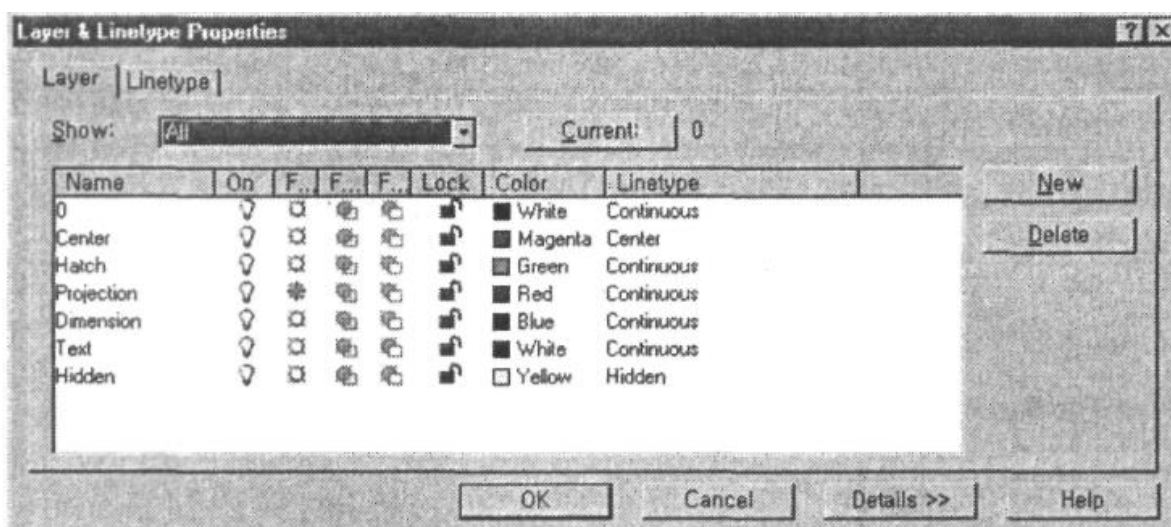 Layer & Linetype Properties
Layer Linetype
Show: All Current: 0
Name On F... F... F... Lock Color Linetype
0 White Continuous
Center Magenta Center
Hatch Green Continuous
Projection Red Continuous
Dimension Blue Continuous
Text White Continuous
Hidden Yellow Hidden
New
Delete
OK Cancel Details >> Help